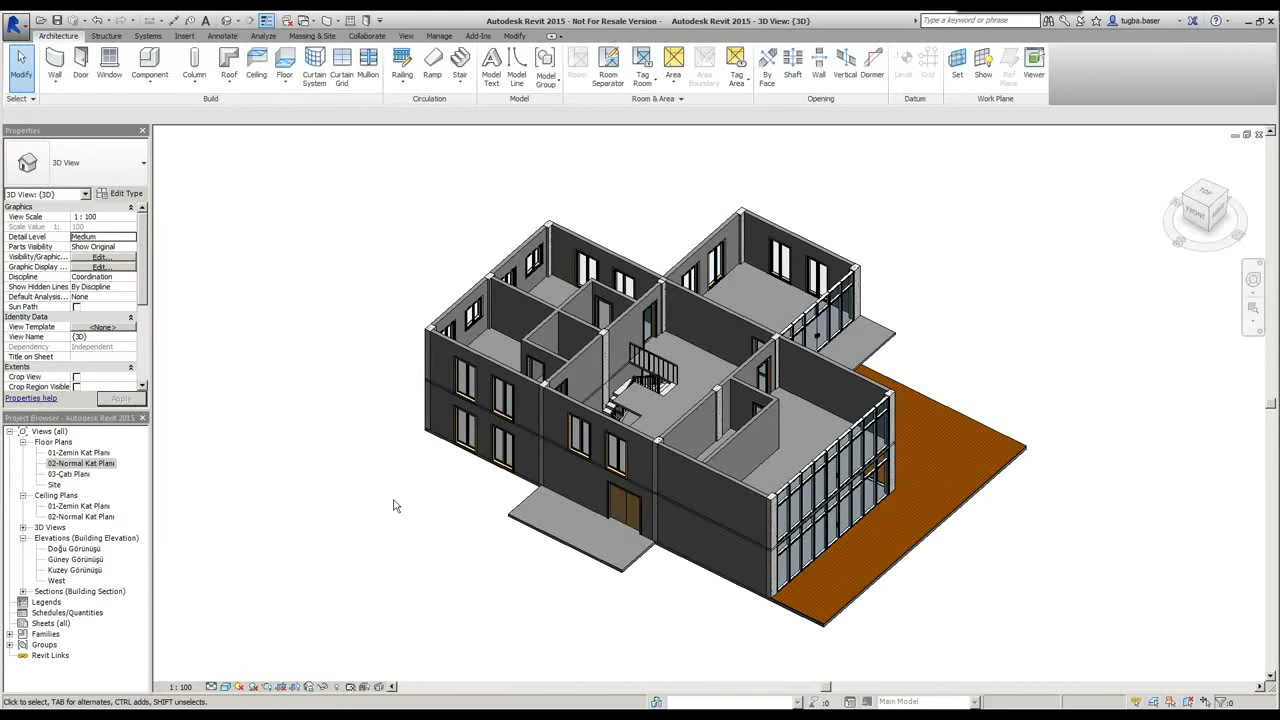 Autodesk Revit 2015 - Not For Resale Version - Autodesk Revit 2015 - 3D View: {3D}
Type a keyword or phrase
tugba.baser
Architecture Structure Systems Insert Annotate Analyze Massing & Site Collaborate View Manage Add-Ins Modify
Modify Wall Door Window Component Column Roof Ceiling Floor Curtain System Curtain Grid Mullion Railing Ramp Stair Model Text Model Line Model Group Room Room Separator Tag Room Area Area Boundary Tag Area By Face Shaft Wall Vertical Dormer Level Grid Set Show Ref Plane Viewer
Select Build Circulation Model Room & Area Opening Datum Work Plane
Properties
3D View
3D View: {3D} Edit Type
Graphics
View Scale 1 : 100
Scale Value 1: 100
Detail Level Medium
Parts Visibility Show Original
Visibility/Graphic... Edit...
Graphic Display ... Edit...
Discipline Coordination
Show Hidden Lines By Discipline
Default Analysis... None
Sun Path
Identity Data
View Template <None>
View Name {3D}
Dependency Independent
Title on Sheet
Extents
Crop View
Crop Region Visible
Properties help Apply
Project Browser - Autodesk Revit 2015...
Views (all)
Floor Plans
01-Zemin Kat Planı
02-Normal Kat Planı
03-Çatı Planı
Site
Ceiling Plans
01-Zemin Kat Planı
02-Normal Kat Planı
3D Views
Elevations (Building Elevation)
Doğu Görünüşü
Güney Görünüşü
Kuzey Görünüşü
West
Sections (Building Section)
Legends
Schedules/Quantities
Sheets (all)
Families
Groups
Revit Links
TOP
FRONT
1 : 100
Click to select, TAB for alternates, CTRL adds, SHIFT unselects.
:0
Main Model
:0